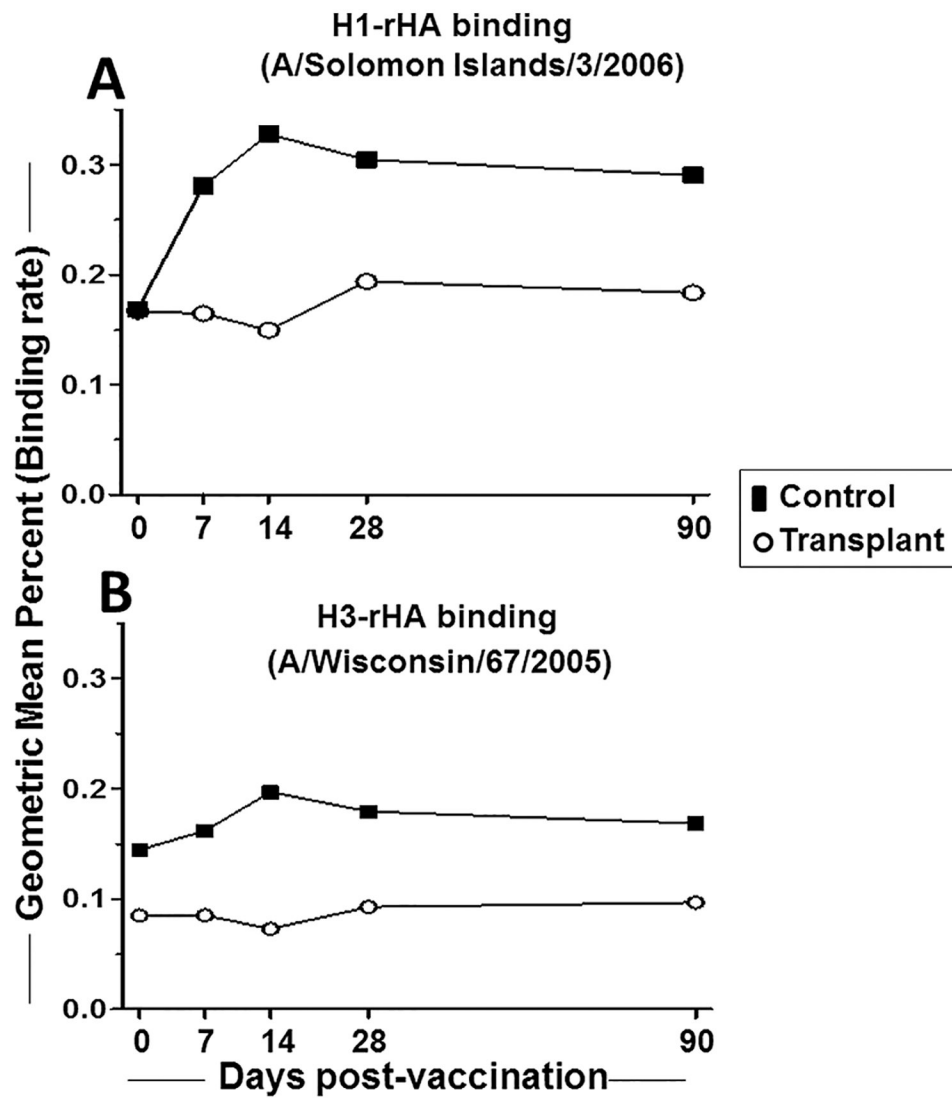 H1-rHA binding
(A/Solomon Islands/3/2006)
A
0.3
0.2
0.1
0.0
0 7 14 28 90
Geometric Mean Percent (Binding rate)
Control
Transplant
B
H3-rHA binding
(A/Wisconsin/67/2005)
0.3
0.2
0.1
0.0
0 7 14 28 90
Days post-vaccination